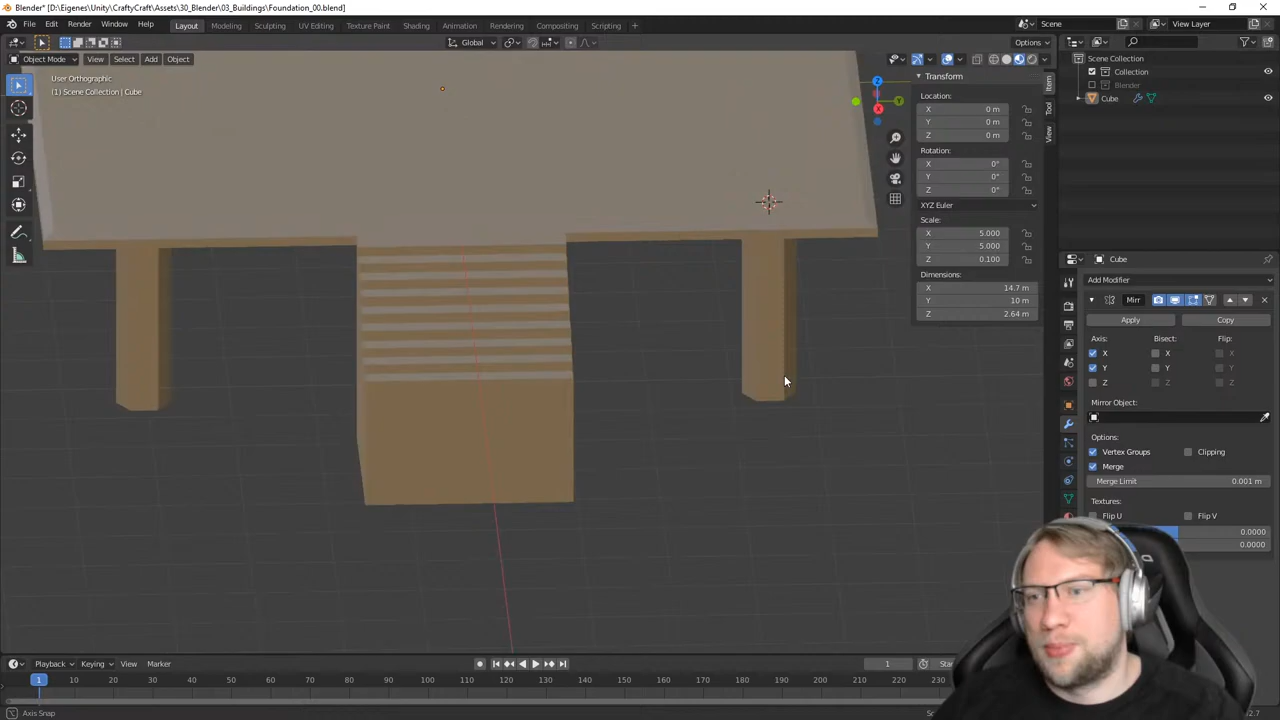 Blender* [D:\Eigenes\Unity\CraftyCraft\Assets\30_Blender\03_Buildings\Foundation_00.blend]
File Edit Render Window Help Layout Modeling Sculpting UV Editing Texture Paint Shading Animation Rendering Compositing Scripting Scene View Layer
Global Options
Object Mode View Select Add Object
User Orthographic
(1) Scene Collection | Cube
Transform
Location:
X 0 m
Y 0 m
Z 0 m
Rotation:
X 0°
Y 0°
Z 0°
XYZ Euler
Scale:
X 5.000
Y 5.000
Z 0.100
Dimensions:
X 14.7 m
Y 10 m
Z 2.64 m
Item
Tool
View
Z
Y
X
Scene Collection
Collection
Blender
Cube
Cube
Add Modifier
Mirr
Apply Copy
Axis: Bisect: Flip:
X Y X
Y Y Y
Z Z Z
Mirror Object:
Options:
Vertex Groups Clipping
Merge
Merge Limit 0.001 m
Textures:
Flip U Flip V
0.0000
0.0000
Playback Keying View Marker 1
1 10 20 30 40 50 60 70 80 90 100 110 120 130 140 150 160 170 180 190 200 210 220 230
Axis Snap